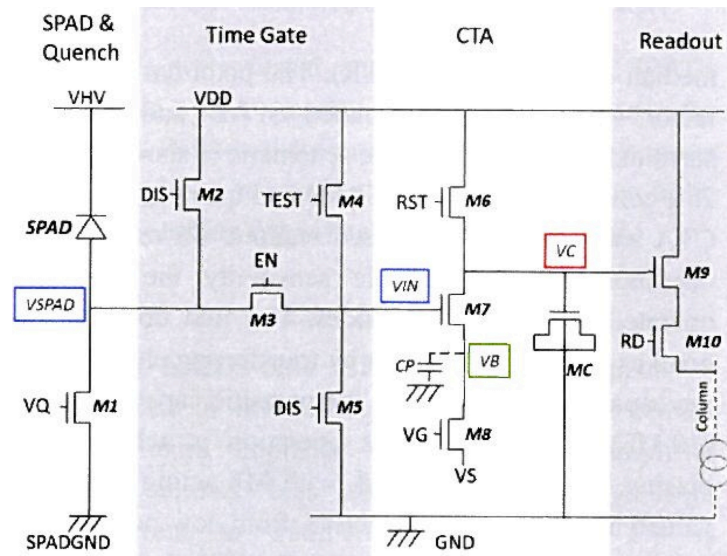 SPAD &
Quench
Time Gate
CTA
Readout
VHV
VDD
DIS
M2
TEST
M4
RST
M6
SPAD
EN
VC
VSPAD
VIN
M9
M3
M7
M10
RD
CP
VB
MC
VQ
M1
DIS
M5
VG
M8
VS
Column
SPADGND
GND